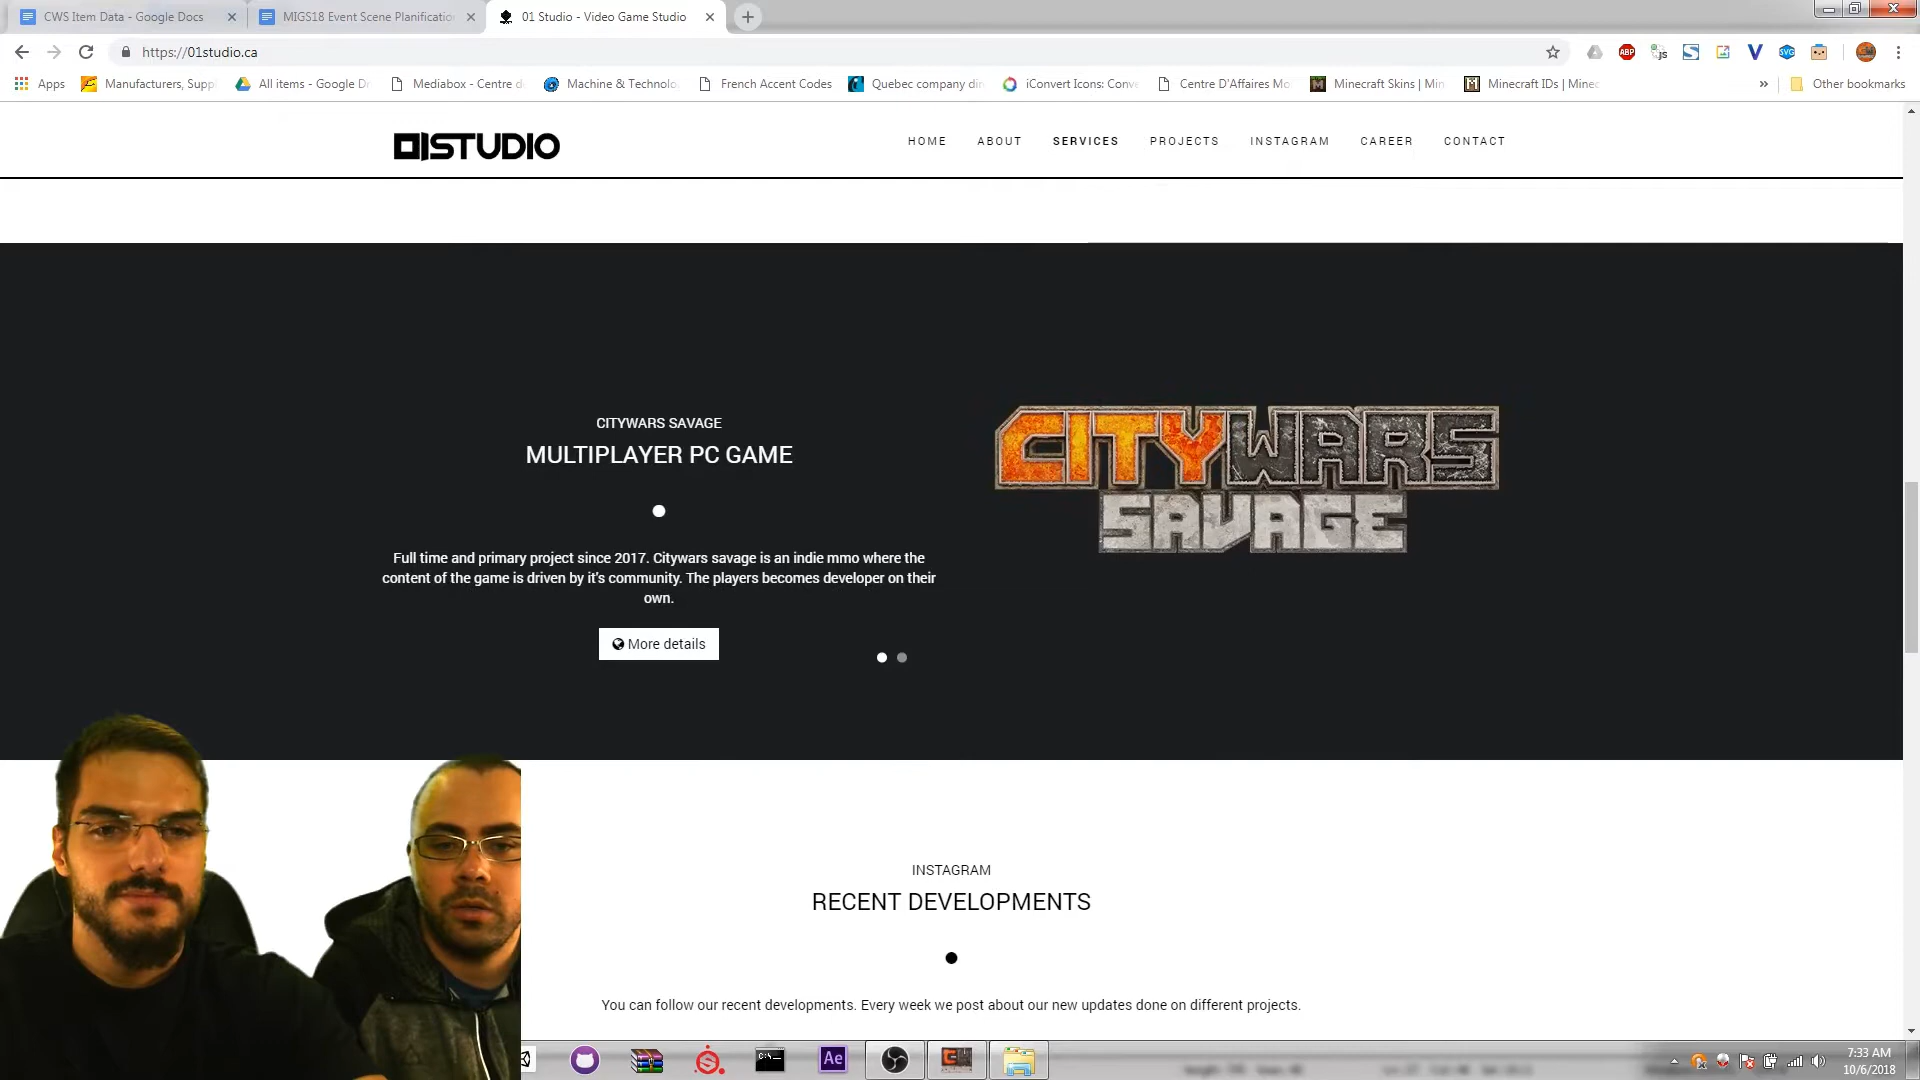 CWS Item Data - Google Docs
MIGS18 Event Scene Planificatio
01 Studio - Video Game Studio
https://01studio.ca
Apps
Manufacturers, Supp
All items - Google Dr
Mediabox - Centre d
Machine & Technolo
French Accent Codes
Quebec company din
iConvert Icons: Conve
Centre D'Affaires Mo
Minecraft Skins | Min
Minecraft IDs | Minec
»
Other bookmarks
01STUDIO
HOME ABOUT SERVICES PROJECTS INSTAGRAM CAREER CONTACT
CITYWARS SAVAGE
MULTIPLAYER PC GAME
Full time and primary project since 2017. Citywars savage is an indie mmo where the
content of the game is driven by it's community. The players becomes developer on their
own.
More details
CITYWARS
SAVAGE
INSTAGRAM
RECENT DEVELOPMENTS
You can follow our recent developments. Every week we post about our new updates done on different projects.
ABP
JS
S
V
SVG
Ae
7:33 AM
10/6/2018